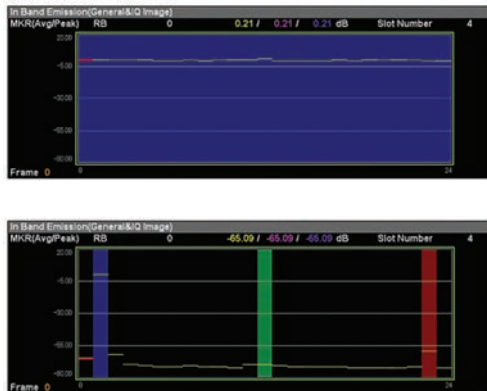 In Band Emission(General&IQ Image)
MKR(Avg/Peak) RB 0 0.21 / 0.21 / 0.21 dB Slot Number 4
20.00
-5.00
-30.00
-55.00
-80.00
Frame 0 0 24
In Band Emission(General&IQ Image)
MKR(Avg/Peak) RB 0 -65.09 / -65.09 / -65.09 dB Slot Number 4
20.00
-5.00
-30.00
-55.00
-80.00
Frame 0 0 24